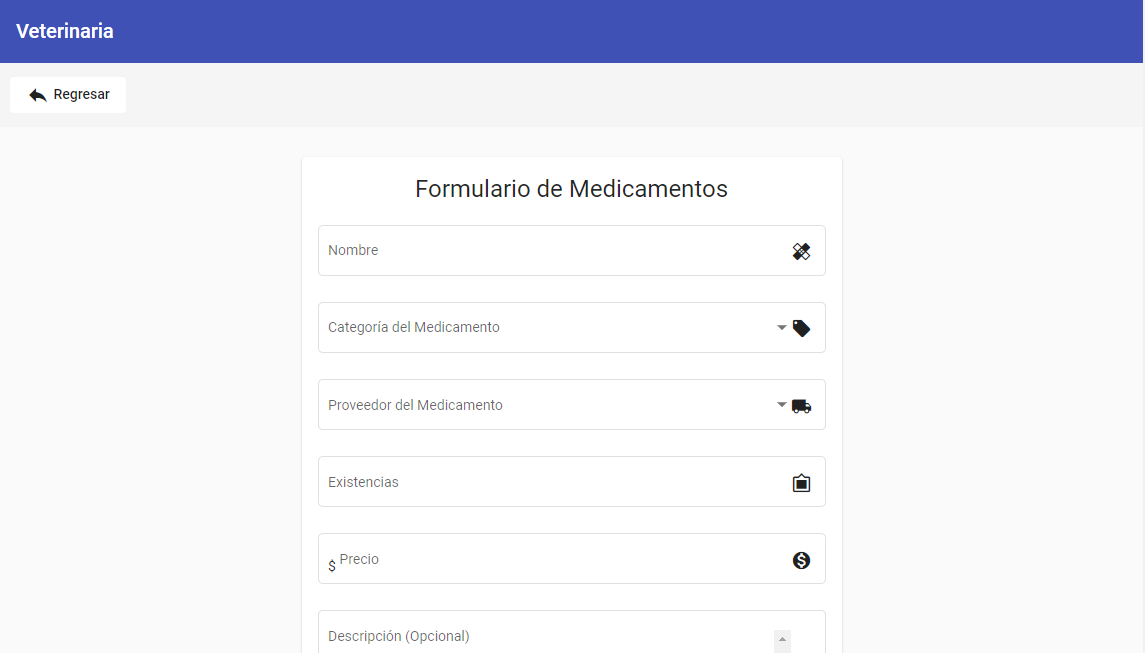 Veterinaria
Regresar
Formulario de Medicamentos
Nombre
Categoría del Medicamento
Proveedor del Medicamento
Existencias
$ Precio
Descripción (Opcional)